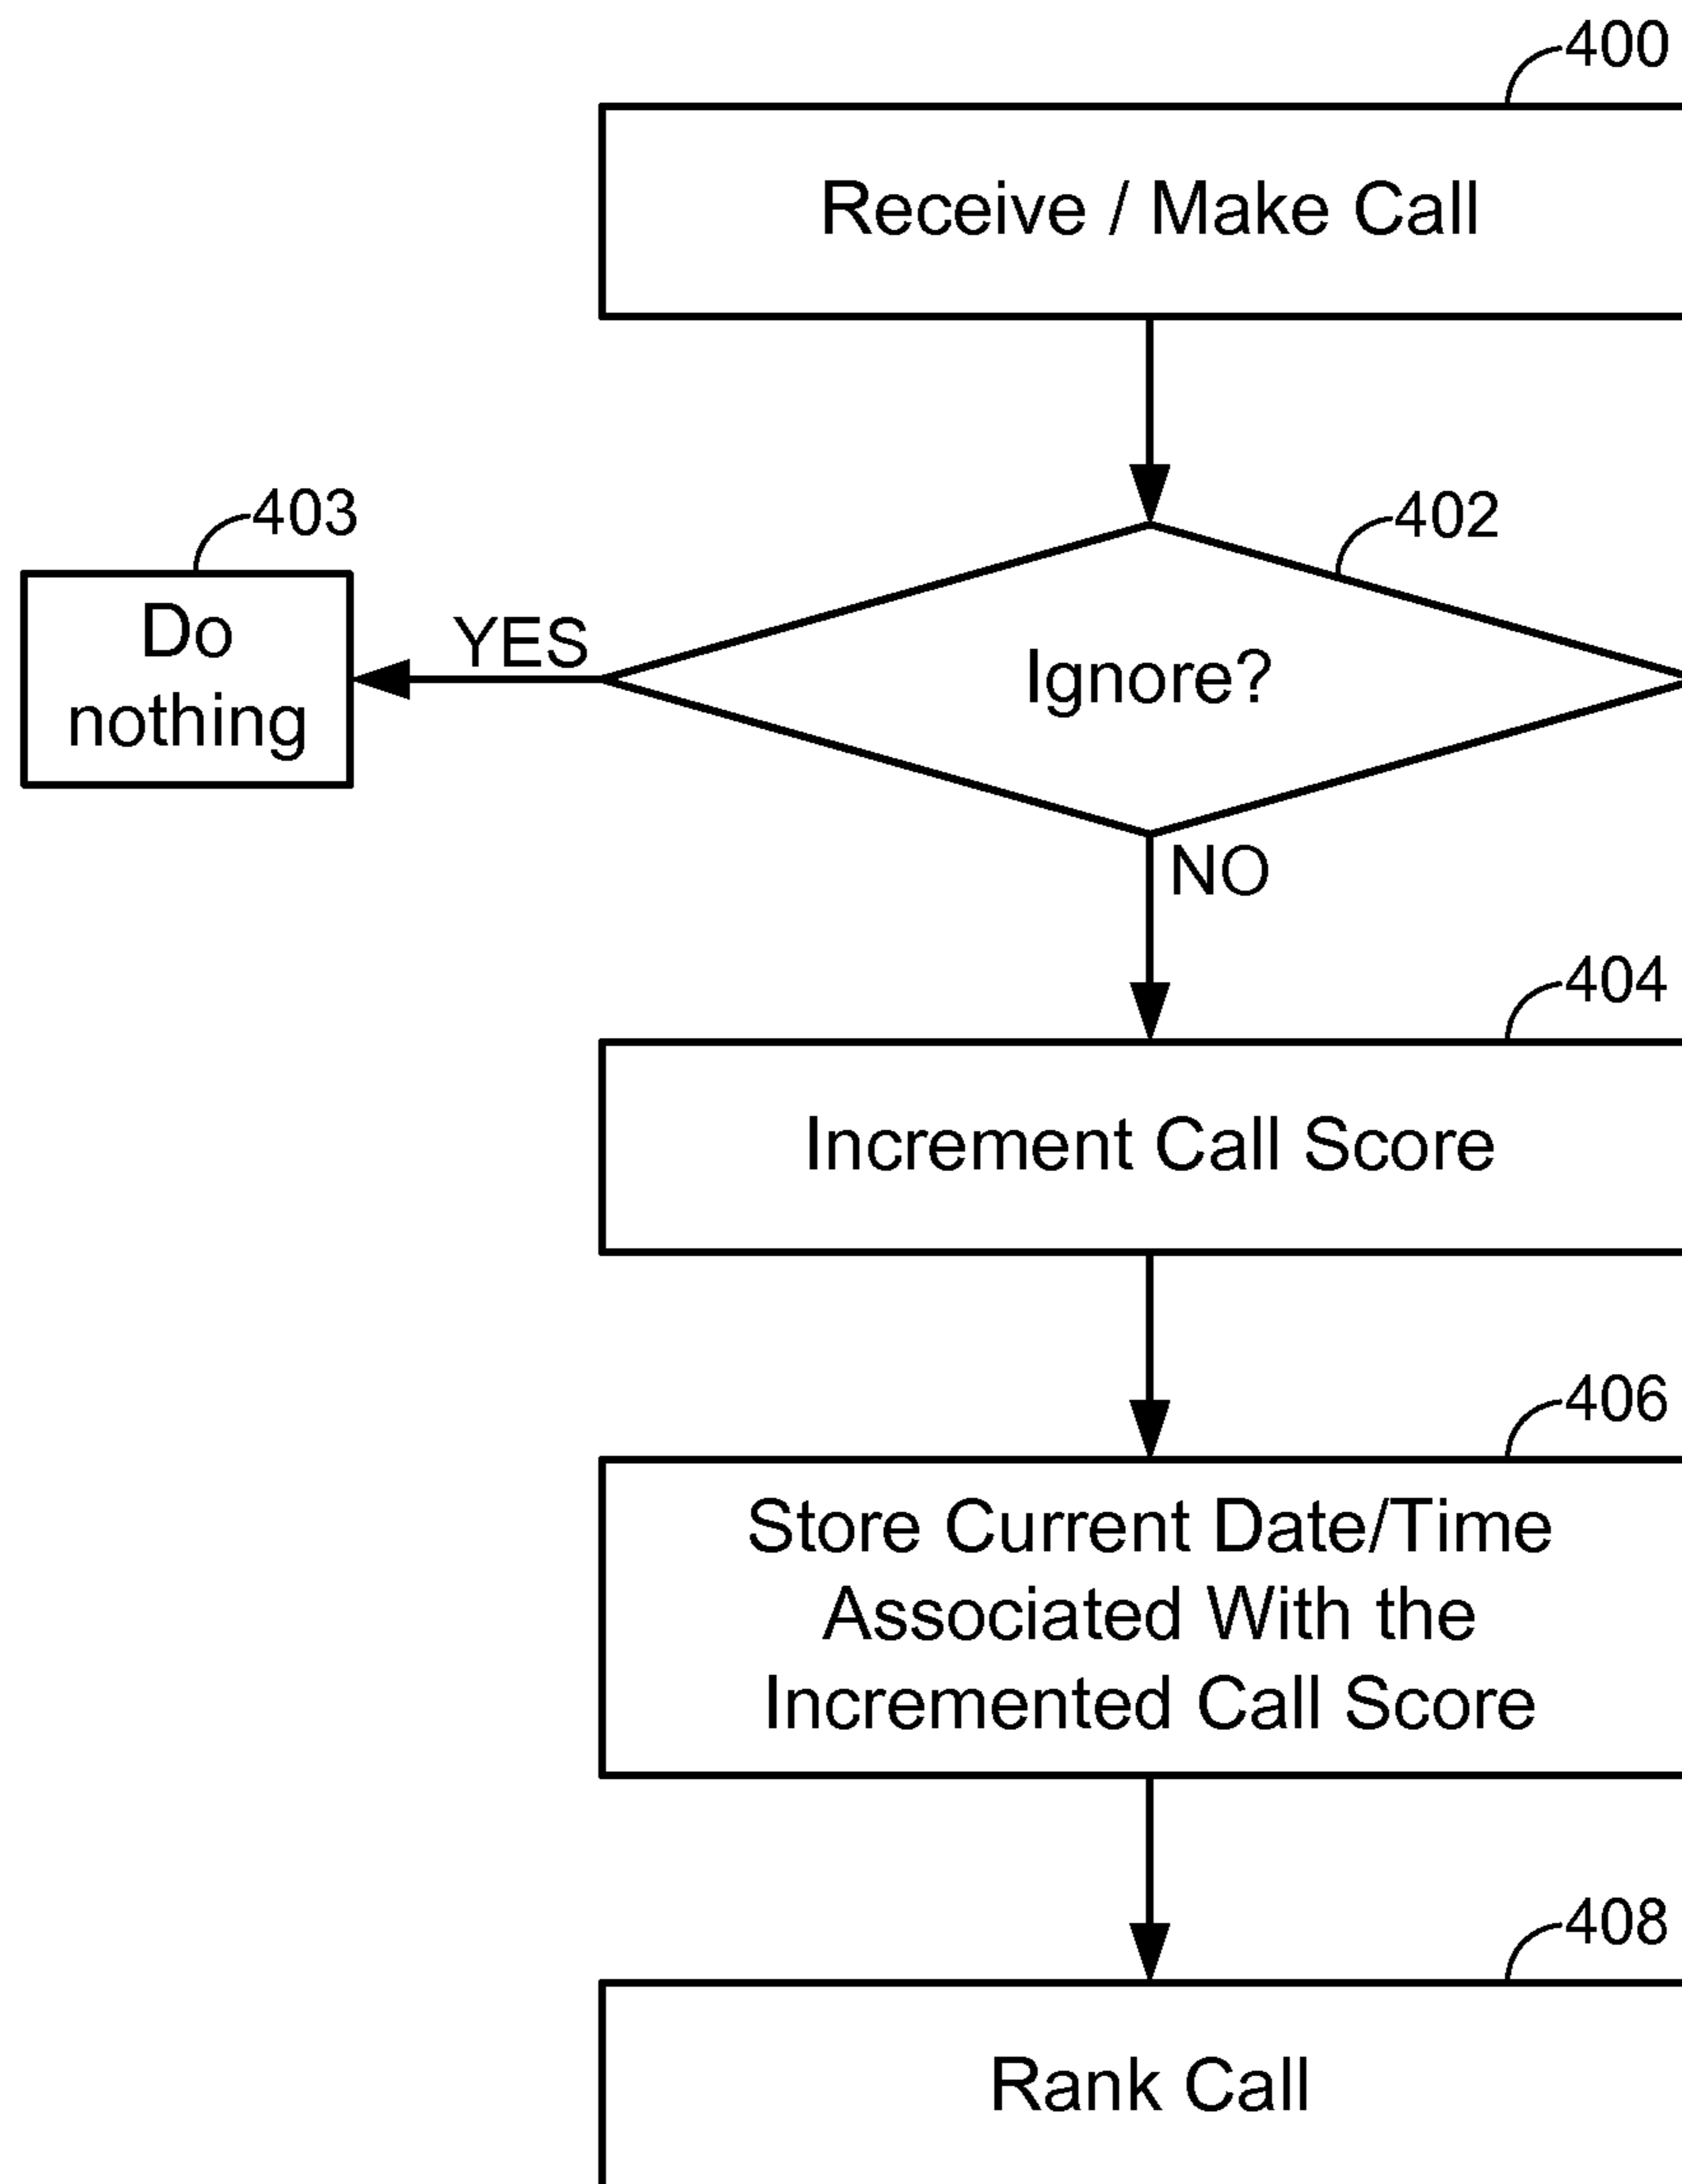 400
Receive / Make Call
402
Ignore?
YES
403
Do
nothing
NO
404
Increment Call Score
406
Store Current Date/Time
Associated With the
Incremented Call Score
408
Rank Call